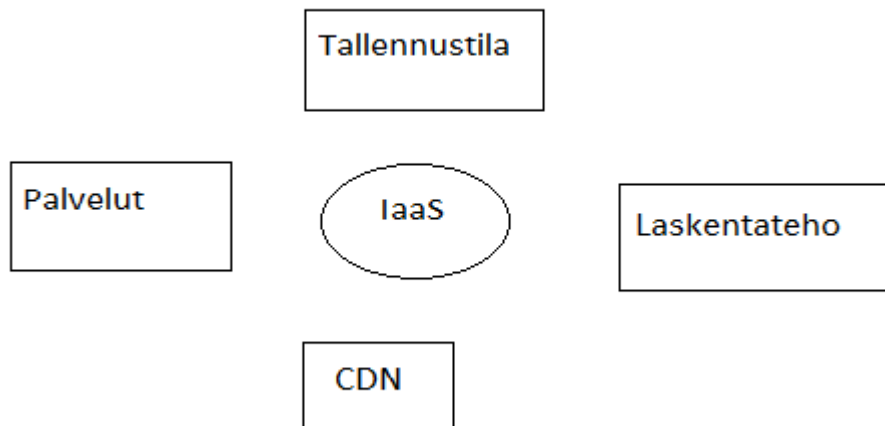 Tallennustila
Palvelut
IaaS
Laskentateho
CDN